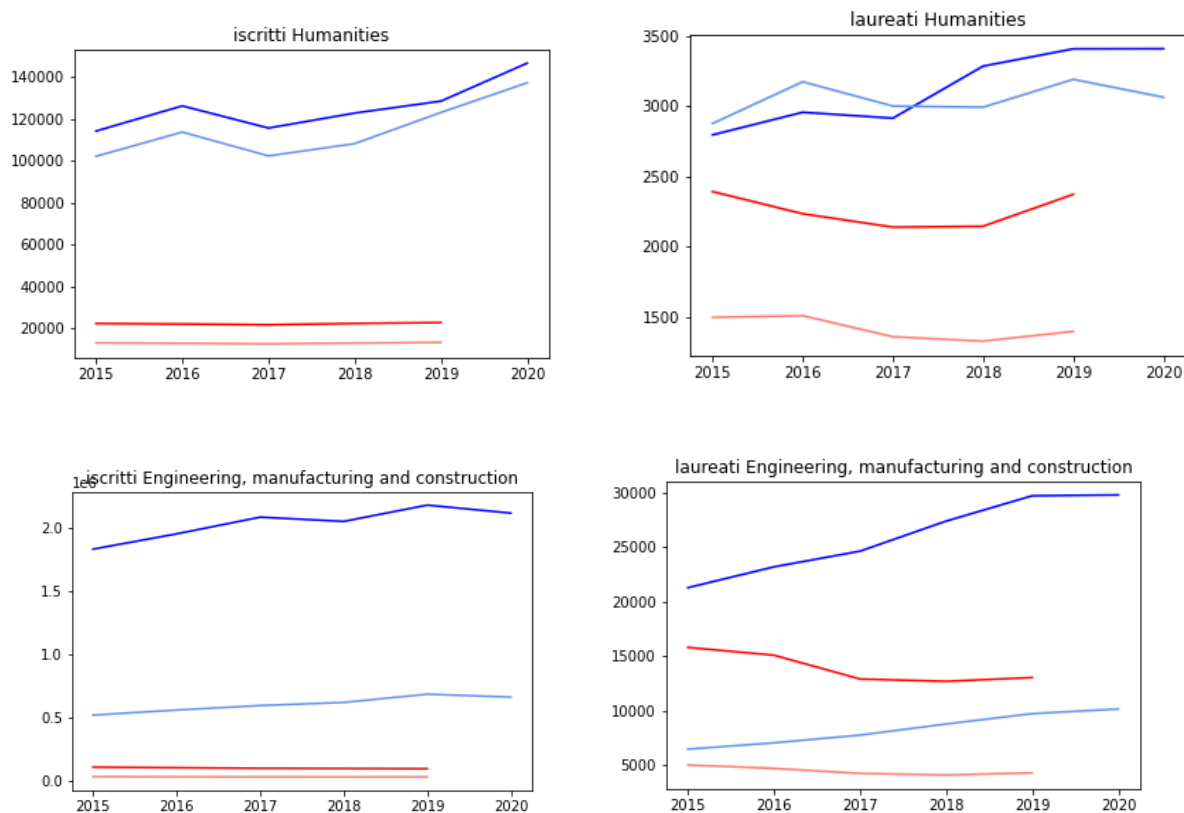 iscritti Humanities
140000
120000
100000
80000
60000
40000
20000
2015 2016 2017 2018 2019 2020
laureati Humanities
3500
3000
2500
2000
1500
2015 2016 2017 2018 2019 2020
iscritti Engineering, manufacturing and construction
1e6
2.0
1.5
1.0
0.5
0.0
2015 2016 2017 2018 2019 2020
laureati Engineering, manufacturing and construction
30000
25000
20000
15000
10000
5000
2015 2016 2017 2018 2019 2020